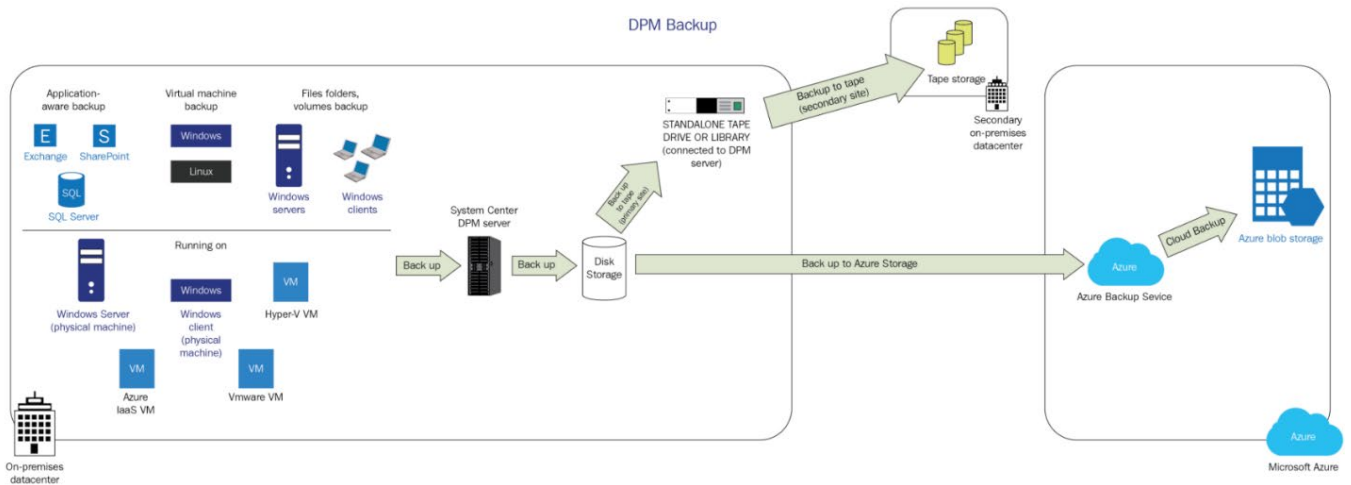 DPM Backup
Application-
aware backup
Virtual machine
backup
Files folders,
volumes backup
E
Exchange
S
SharePoint
SQL
SQL Server
Windows
Linux
Windows
servers
Windows
clients
Running on
Windows Server
(physical machine)
Windows
Windows
client
(physical
machine)
VM
Hyper-V VM
VM
Azure
IaaS VM
VM
Vmware VM
On-premises
datacenter
Back up
System Center
DPM server
Back up
Disk
Storage
Back up
to tape
(primary site)
STANDALONE TAPE
DRIVE OR LIBRARY
(connected to DPM
server)
Backup to tape
(secondary site)
Tape storage
Secondary
on-premises
datacenter
Back up to Azure Storage
Azure
Azure Backup Sevice
Cloud Backup
Azure blob storage
Azure
Microsoft Azure